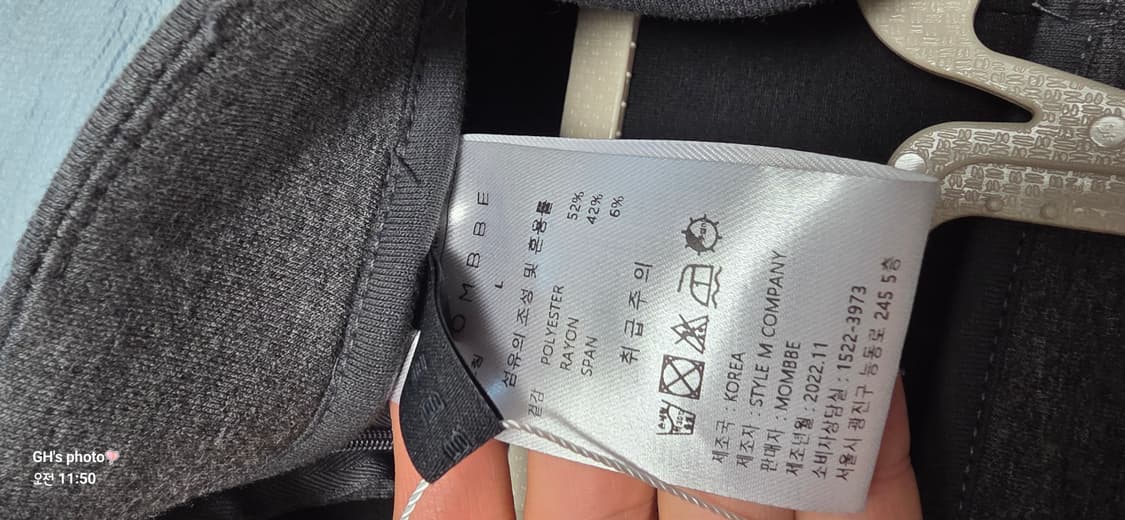 MOMBBE
L
섬유의 조성 및 혼용률
겉감 POLYESTER 52%
RAYON 42%
SPAN 6%
취급주의
제조국 : KOREA
제조자 : STYLE M COMPANY
판매자 : MOMBBE
제조년월 : 2022.11
소비자상담실 : 1522-3973
서울시 광진구 능동로 245 5층
GH's photo
오전 11:50